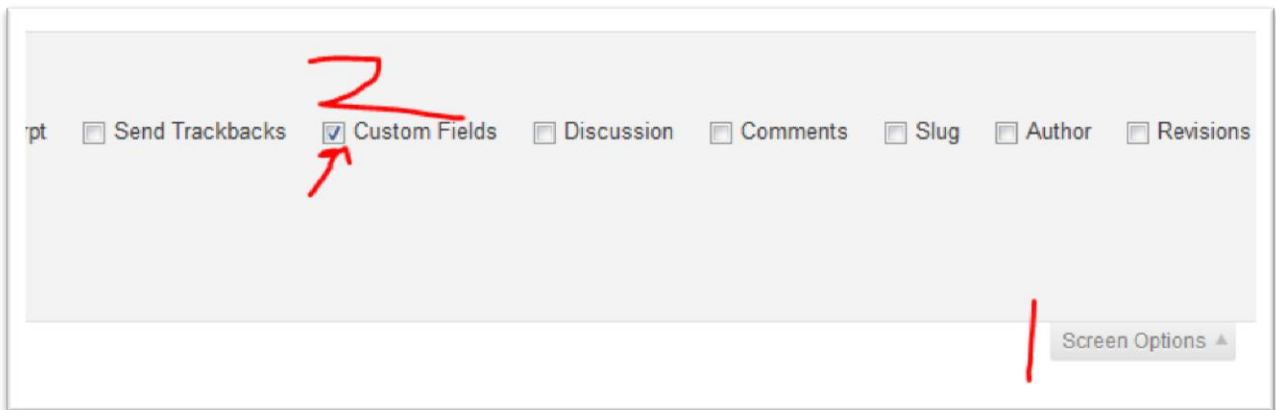 2
rpt Send Trackbacks Custom Fields Discussion Comments Slug Author Revisions
1
Screen Options